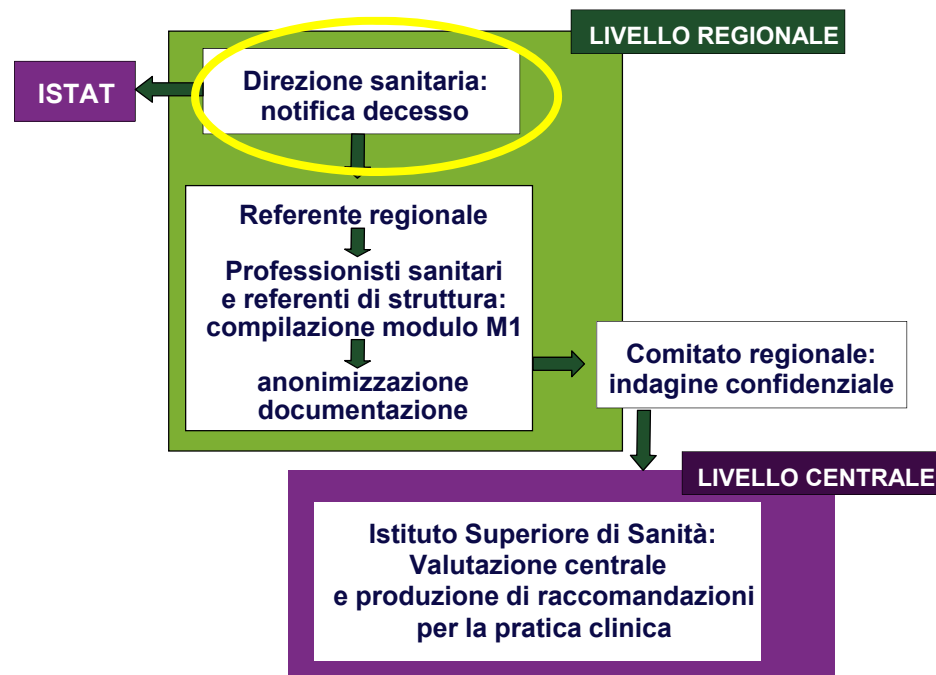 LIVELLO REGIONALE
ISTAT
Direzione sanitaria:
notifica decesso
Referente regionale
Professionisti sanitari
e referenti di struttura:
compilazione modulo M1
anonimizzazione
documentazione
Comitato regionale:
indagine confidenziale
LIVELLO CENTRALE
Istituto Superiore di Sanità:
Valutazione centrale
e produzione di raccomandazioni
per la pratica clinica